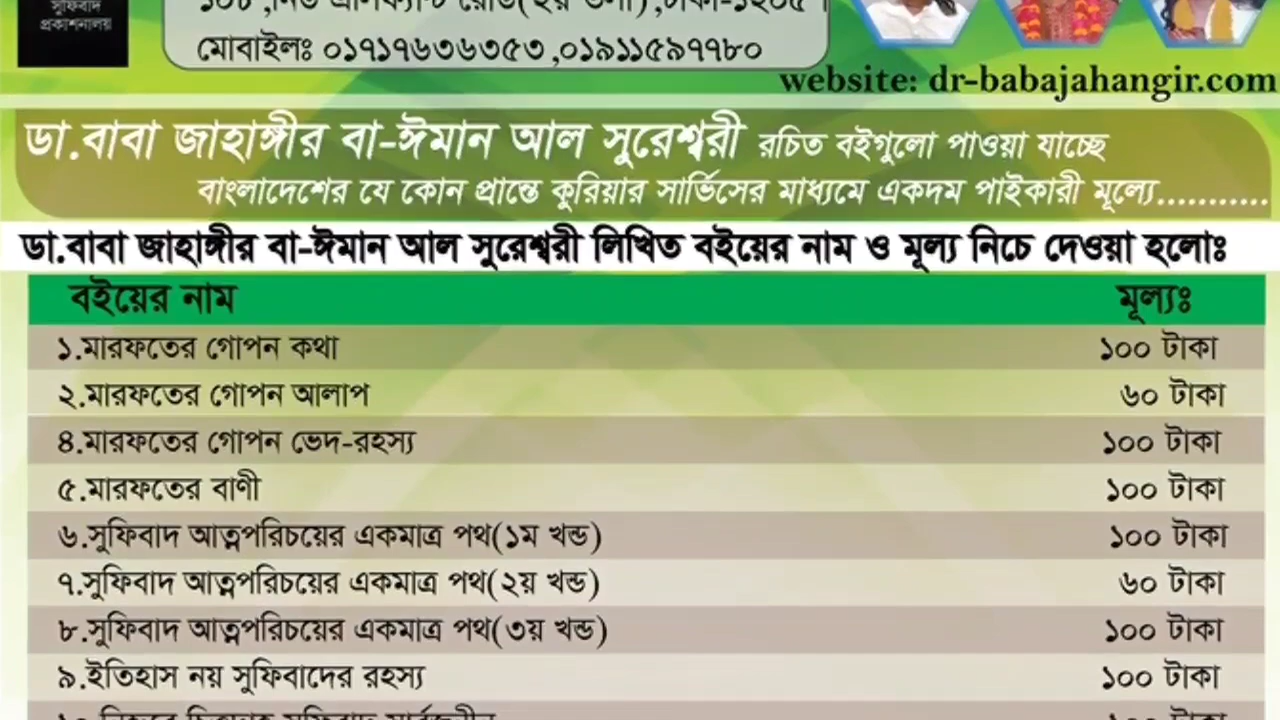 সুফিবাদ
প্রকাশনালয়
মোবাইলঃ ০১৭১৭৬৩৬৩৫৩,০১৯১১৫৯৭৭৮০
website: dr-babajahangir.com
ডা.বাবা জাহাঙ্গীর বা-ঈমান আল সুরেশ্বরী রচিত বইগুলো পাওয়া যাচ্ছে
বাংলাদেশের যে কোন প্রান্তে কুরিয়ার সার্ভিসের মাধ্যমে একদম পাইকারী মূল্যে...........
ডা.বাবা জাহাঙ্গীর বা-ঈমান আল সুরেশ্বরী লিখিত বইয়ের নাম ও মূল্য নিচে দেওয়া হলোঃ
বইয়ের নাম মূল্যঃ
১.মারফতের গোপন কথা ১০০ টাকা
২.মারফতের গোপন আলাপ ৬০ টাকা
৪.মারফতের গোপন ভেদ-রহস্য ১০০ টাকা
৫.মারফতের বাণী ১০০ টাকা
৬.সুফিবাদ আত্নপরিচয়ের একমাত্র পথ(১ম খন্ড) ১০০ টাকা
৭.সুফিবাদ আত্নপরিচয়ের একমাত্র পথ(২য় খন্ড) ৬০ টাকা
৮.সুফিবাদ আত্নপরিচয়ের একমাত্র পথ(৩য় খন্ড) ১০০ টাকা
৯.ইতিহাস নয় সুফিবাদের রহস্য ১০০ টাকা